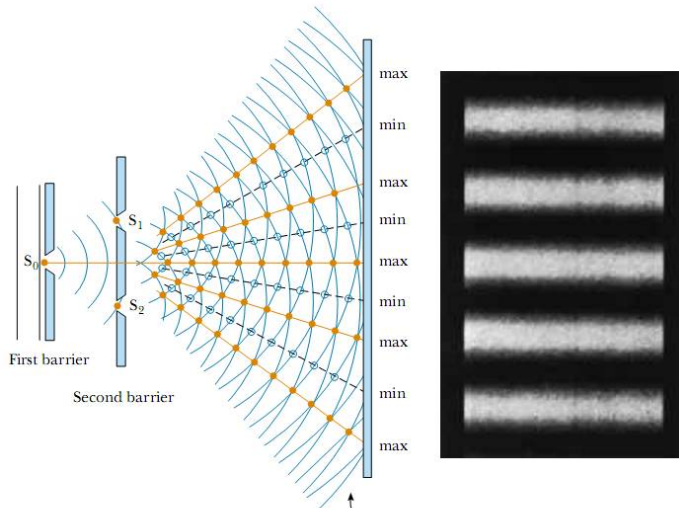 max
min
max
S1
min
S0
max
min
S2
max
First barrier
min
Second barrier
max